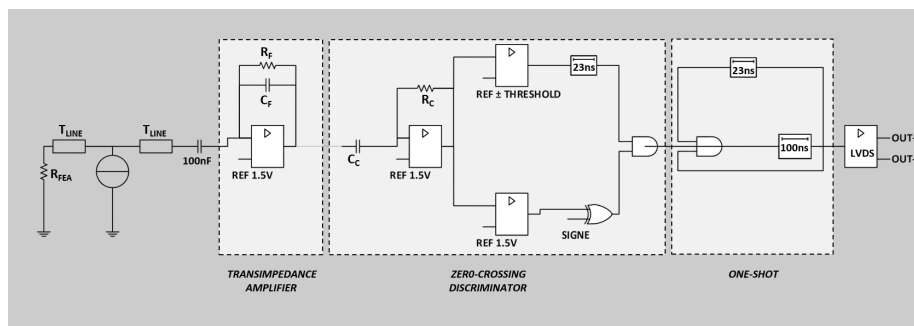 R_F
C_F
T_LINE
T_LINE
100nF
R_FEA
REF 1.5V
R_C
C_C
REF 1.5V
REF ± THRESHOLD
23ns
REF 1.5V
SIGNE
23ns
100ns
LVDS
OUT+
OUT-
TRANSIMPEDANCE
AMPLIFIER
ZER0-CROSSING
DISCRIMINATOR
ONE-SHOT